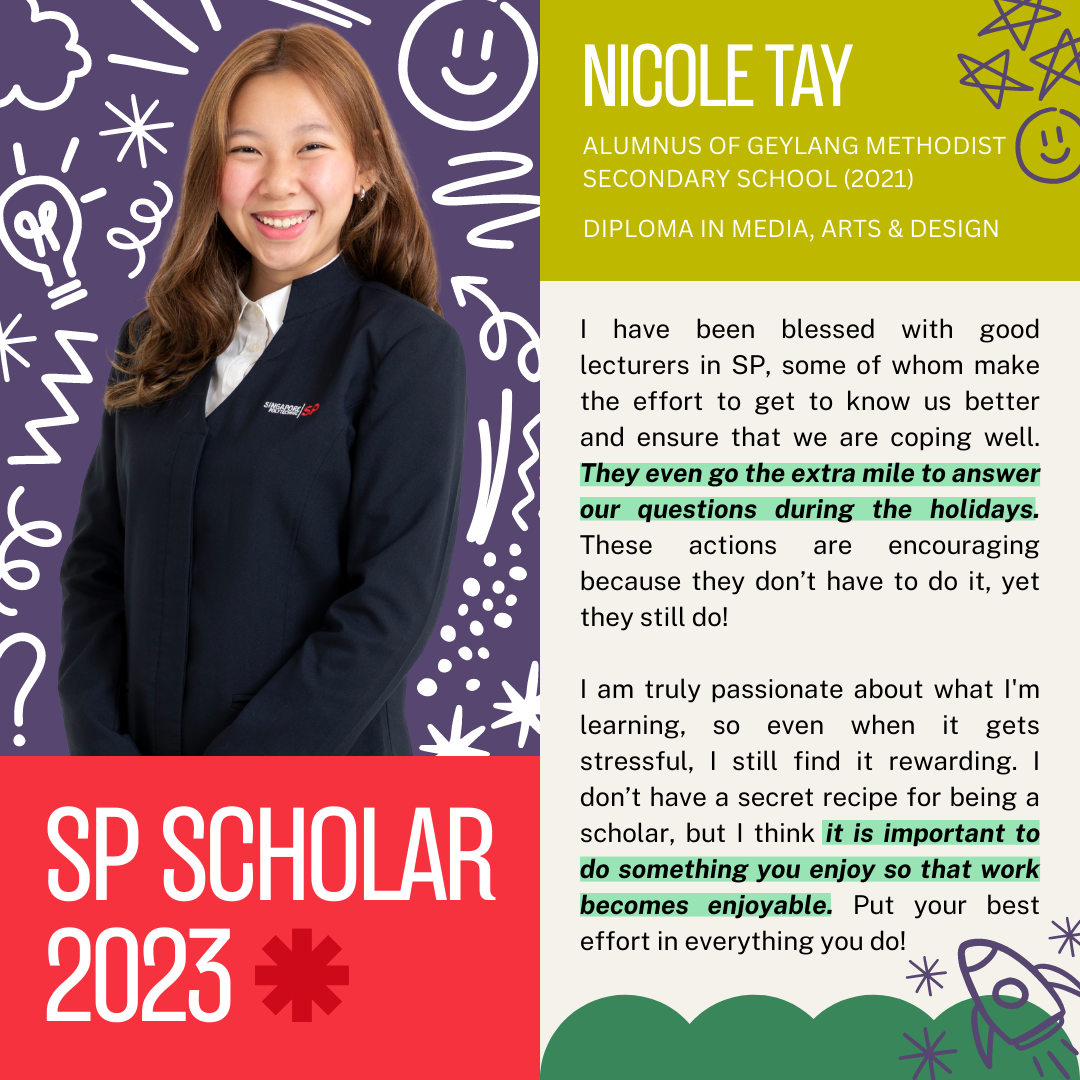 NICOLE TAY
ALUMNUS OF GEYLANG METHODIST
SECONDARY SCHOOL (2021)
DIPLOMA IN MEDIA, ARTS & DESIGN
I have been blessed with good
lecturers in SP, some of whom make
the effort to get to know us better
and ensure that we are coping well.
They even go the extra mile to answer
our questions during the holidays.
These actions are encouraging
because they don’t have to do it, yet
they still do!
I am truly passionate about what I'm
learning, so even when it gets
stressful, I still find it rewarding. I
don’t have a secret recipe for being a
scholar, but I think it is important to
do something you enjoy so that work
becomes enjoyable. Put your best
effort in everything you do!
SINGAPORE
POLYTECHNIC
SP
SP SCHOLAR
2023